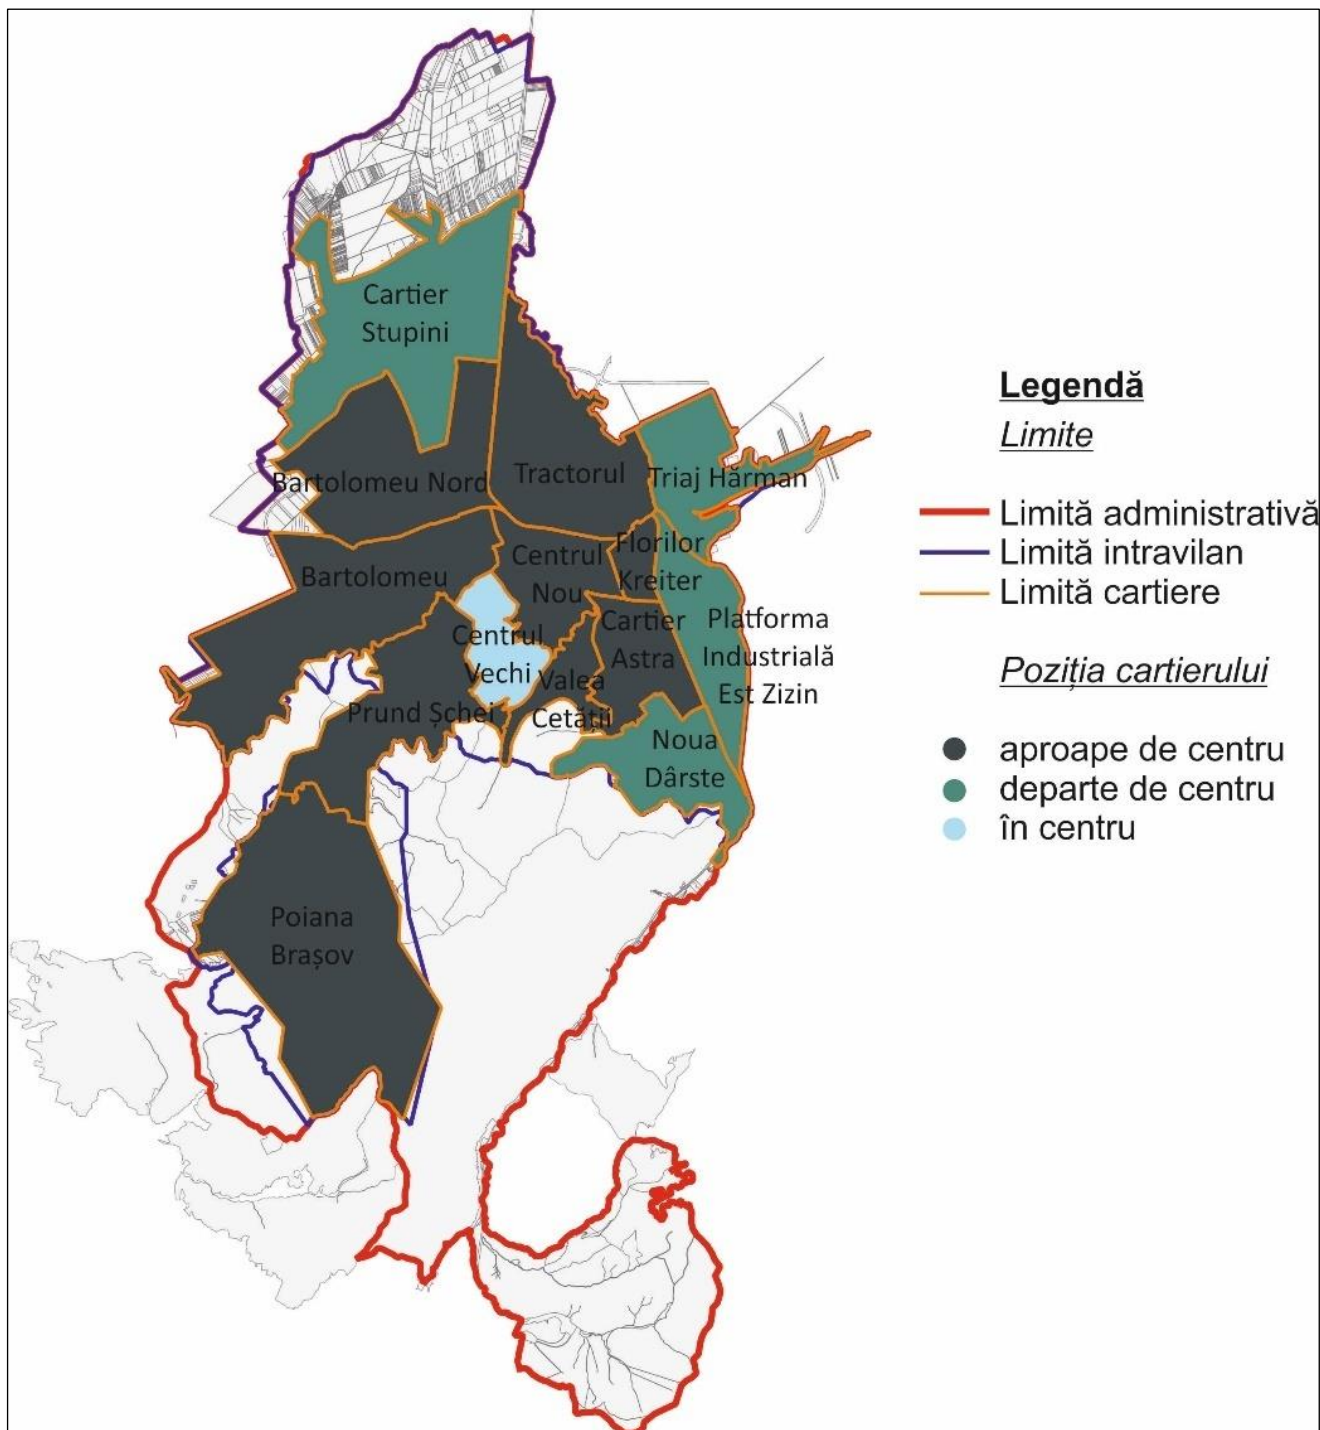 Cartier
Stupini
Bartolomeu Nord
Tractorul
Triaj Hărman
Bartolomeu
Centrul
Nou
Florilor
Kreiter
Centrul
Vechi
Cartier
Astra
Platforma
Industrială
Est Zizin
Prund Șchei
Valea
Cetății
Noua
Dârste
Poiana
Brașov
Legendă
Limite
Limită administrativă
Limită intravilan
Limită cartiere
Poziția cartierului
aproape de centru
departe de centru
în centru